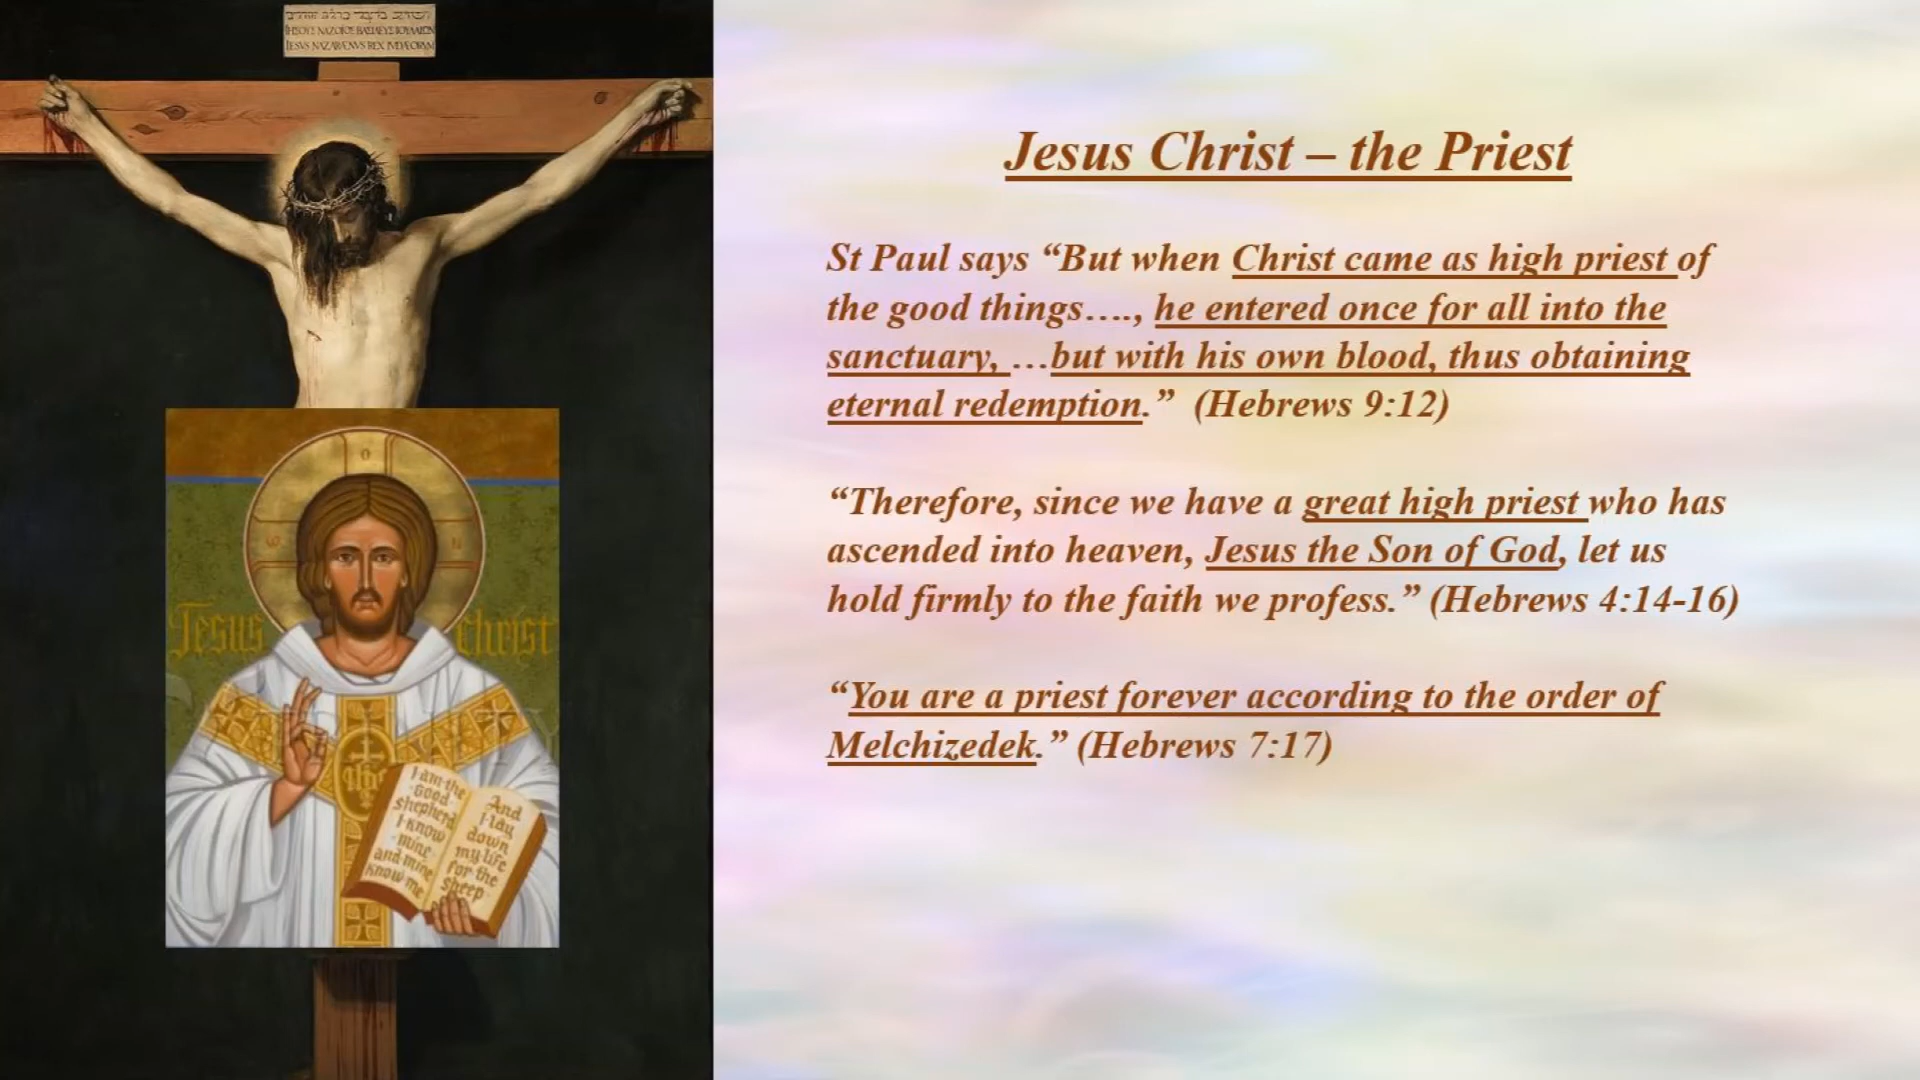 IESVS NAZARÆNVS REX IVDÆORVM
Jesus Christ – the Priest
St Paul says “But when Christ came as high priest of
the good things…., he entered once for all into the
sanctuary, …but with his own blood, thus obtaining
eternal redemption.” (Hebrews 9:12)
“Therefore, since we have a great high priest who has
ascended into heaven, Jesus the Son of God, let us
hold firmly to the faith we profess.” (Hebrews 4:14-16)
“You are a priest forever according to the order of
Melchizedek.” (Hebrews 7:17)
Jesus Christ
I am the
Good
shepherd
I know
mine
and mine
know me
And
I lay
down
my life
for the
sheep